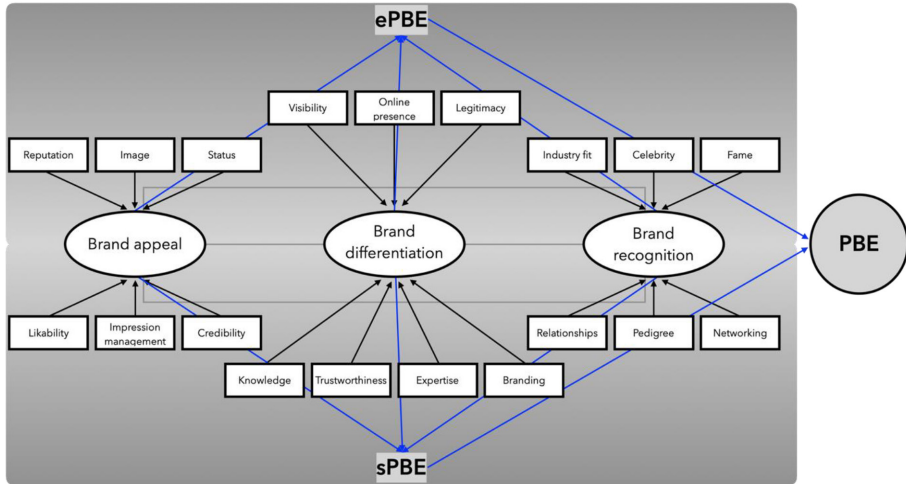 ePBE
Visibility
Online
presence
Legitimacy
Reputation
Image
Status
Industry fit
Celebrity
Fame
Brand appeal
Brand
differentiation
Brand
recognition
PBE
Likability
Impression
management
Credibility
Relationships
Pedigree
Networking
Knowledge
Trustworthiness
Expertise
Branding
sPBE